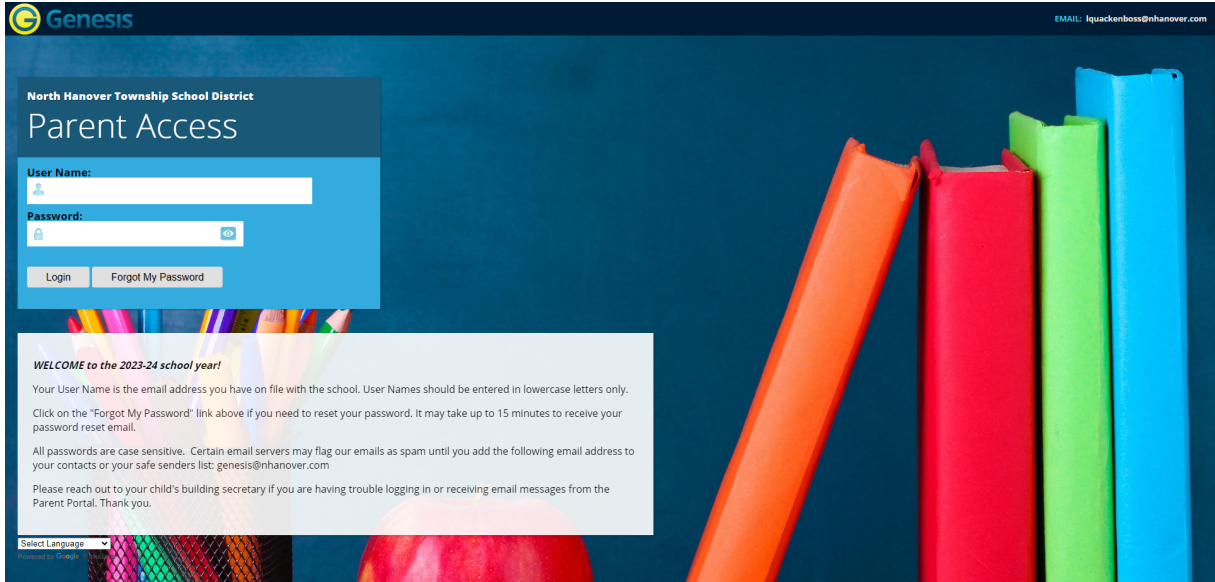 Genesis
EMAIL: lquackenboss@nhanover.com
North Hanover Township School District
Parent Access
User Name:
Password:
Login Forgot My Password
WELCOME to the 2023-24 school year!
Your User Name is the email address you have on file with the school. User Names should be entered in lowercase letters only.
Click on the "Forgot My Password" link above if you need to reset your password. It may take up to 15 minutes to receive your
password reset email.
All passwords are case sensitive. Certain email servers may flag our emails as spam until you add the following email address to
your contacts or your safe senders list: genesis@nhanover.com
Please reach out to your child's building secretary if you are having trouble logging in or receiving email messages from the
Parent Portal. Thank you.
Select Language
Powered by Google